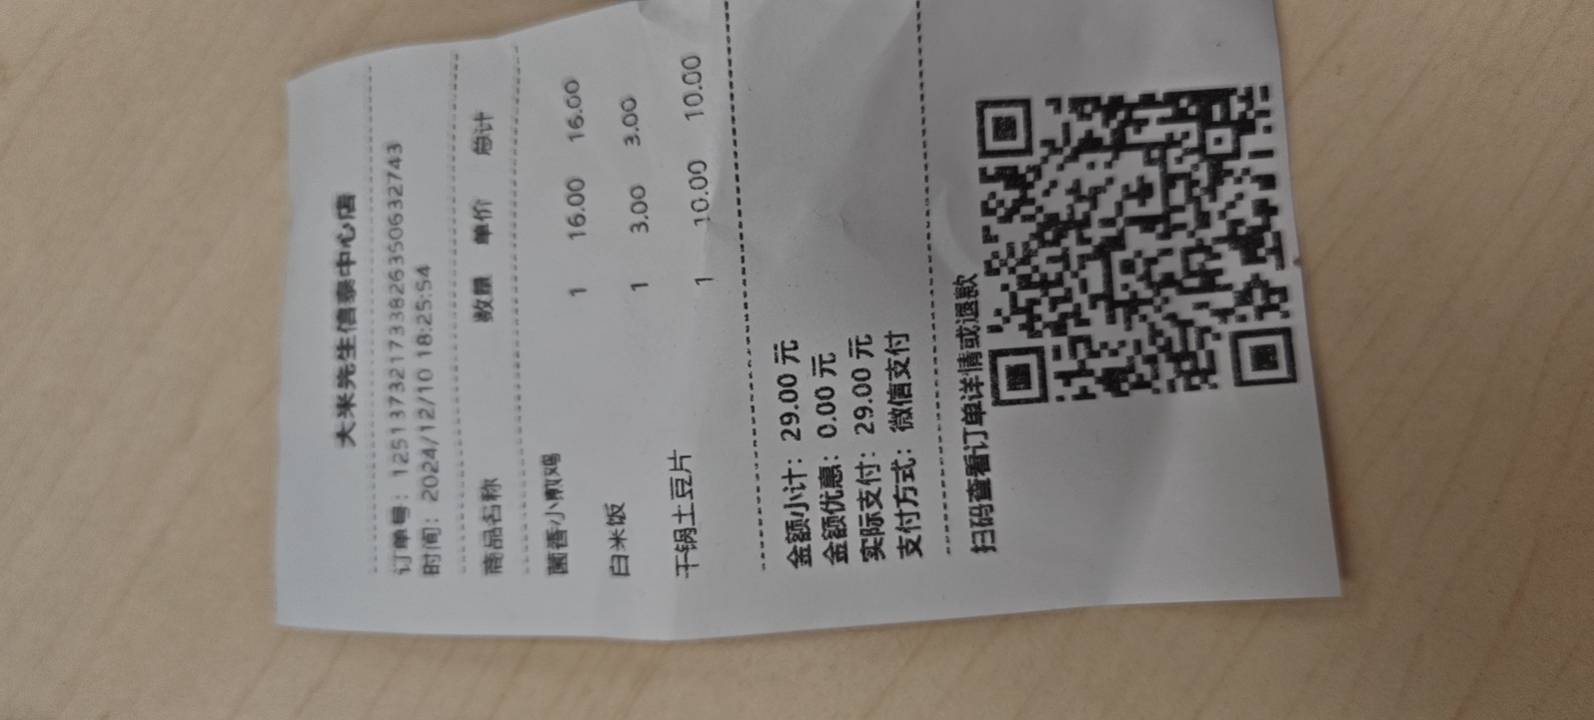 大米先生信泰中心店
订单号：12513732173382635063​2743
时间：2024/12/10 18:25:54
商品名称 数量 单价 总计
菌香小煎鸡 1 16.00 16.00
白米饭 1 3.00 3.00
干锅土豆片 1 10.00 10.00
金额小计：29.00 元
金额优惠：0.00 元
实际支付：29.00 元
支付方式：微信支付
扫码查看订单详情或退款